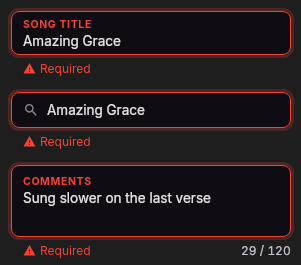 SONG TITLE
Amazing Grace
Required
Amazing Grace
Required
COMMENTS
Sung slower on the last verse
Required 29 / 120